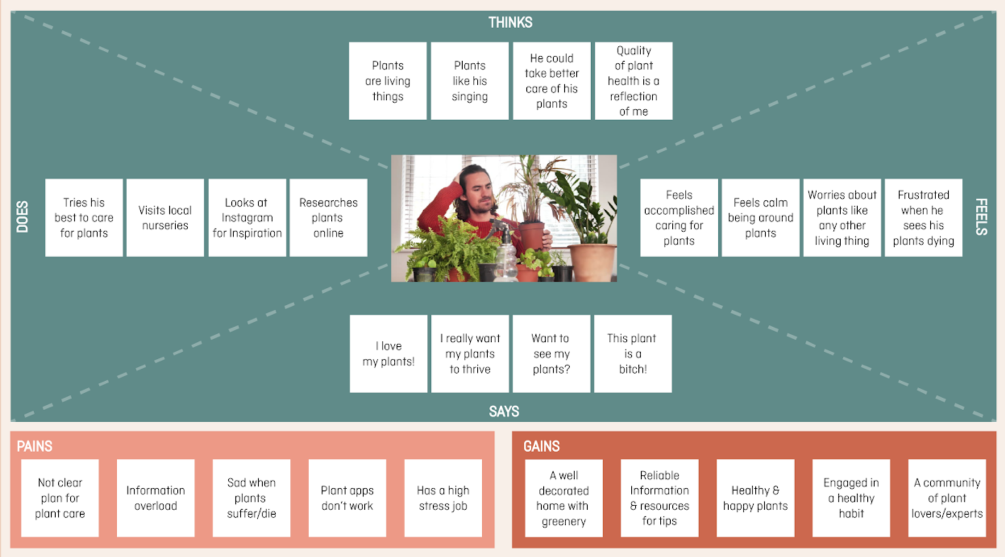 THINKS
Plants
are living
things
Plants
like his
singing
He could
take better
care of his
plants
Quality
of plant
health is a
reflection
of me
DOES
Tries his
best to care
for plants
Visits local
nurseries
Looks at
Instagram
for Inspiration
Researches
plants
online
Feels
accomplished
caring for
plants
Feels calm
being around
plants
Worries about
plants like
any other
living thing
Frustrated
when he
sees his
plants dying
FEELS
I love
my plants!
I really want
my plants
to thrive
Want to
see my
plants?
This plant
is a
bitch!
SAYS
PAINS
Not clear
plan for
plant care
Information
overload
Sad when
plants
suffer/die
Plant apps
don't work
Has a high
stress job
GAINS
A well
decorated
home with
greenery
Reliable
Information
& resources
for tips
Healthy &
happy plants
Engaged in
a healthy
habit
A community
of plant
lovers/experts